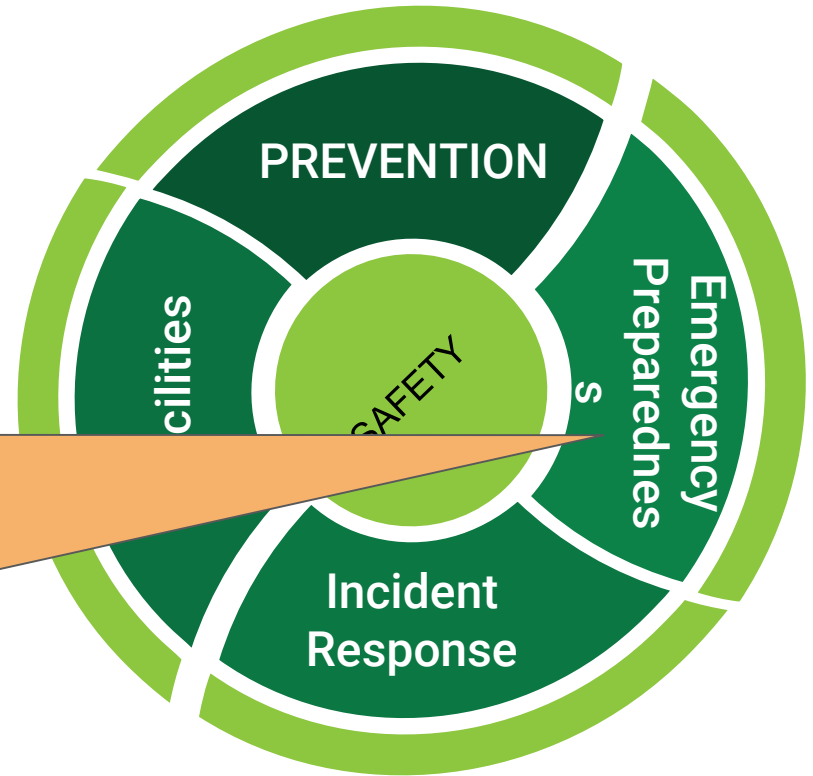 PREVENTION
Emergency
Preparednes
s
Incident
Response
cilities
SAFETY